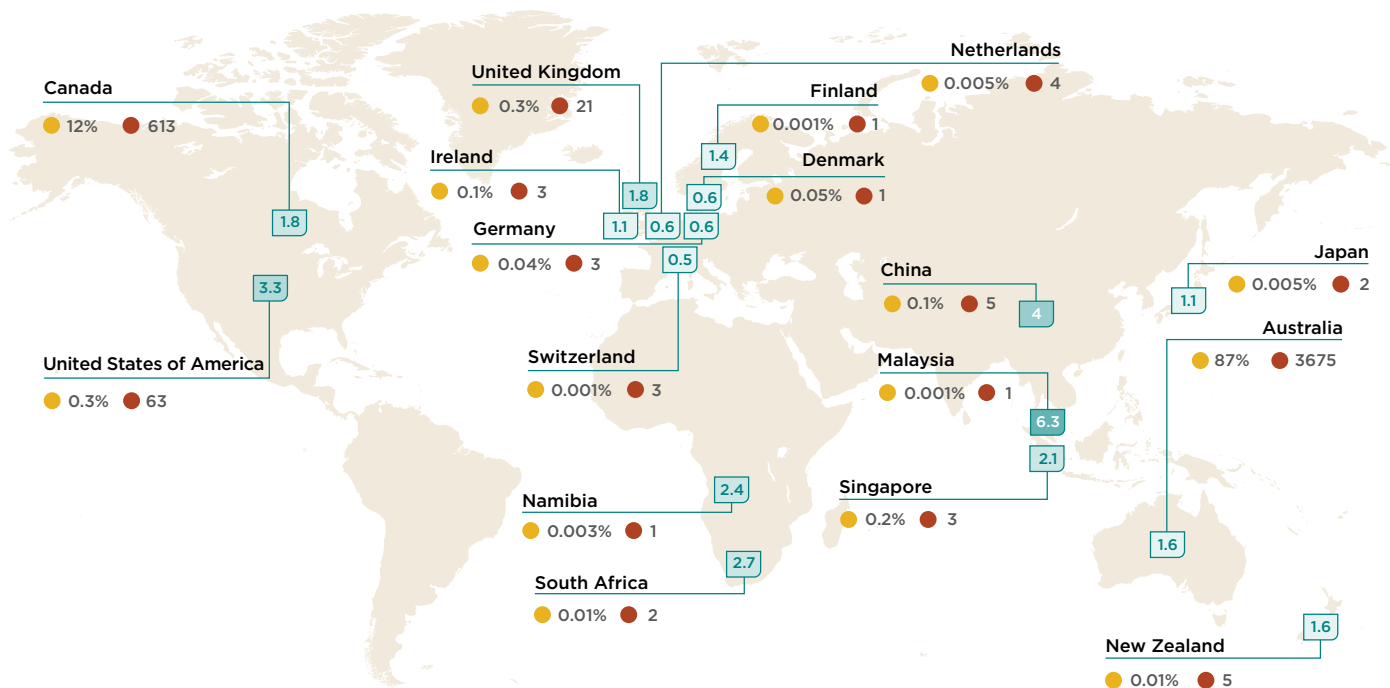 Netherlands
0.005% 4
United Kingdom
0.3% 21
Canada
12% 613
Finland
0.001% 1
Ireland
0.1% 3
1.4
Denmark
0.05% 1
1.8
0.6
1.8
1.1
0.6
0.6
Germany
0.04% 3
0.5
Japan
0.005% 2
China
0.1% 5
3.3
1.1
4
Australia
87% 3675
United States of America
0.3% 63
Switzerland
0.001% 3
Malaysia
0.001% 1
6.3
2.1
Singapore
0.2% 3
2.4
Namibia
0.003% 1
1.6
2.7
South Africa
0.01% 2
1.6
New Zealand
0.01% 5